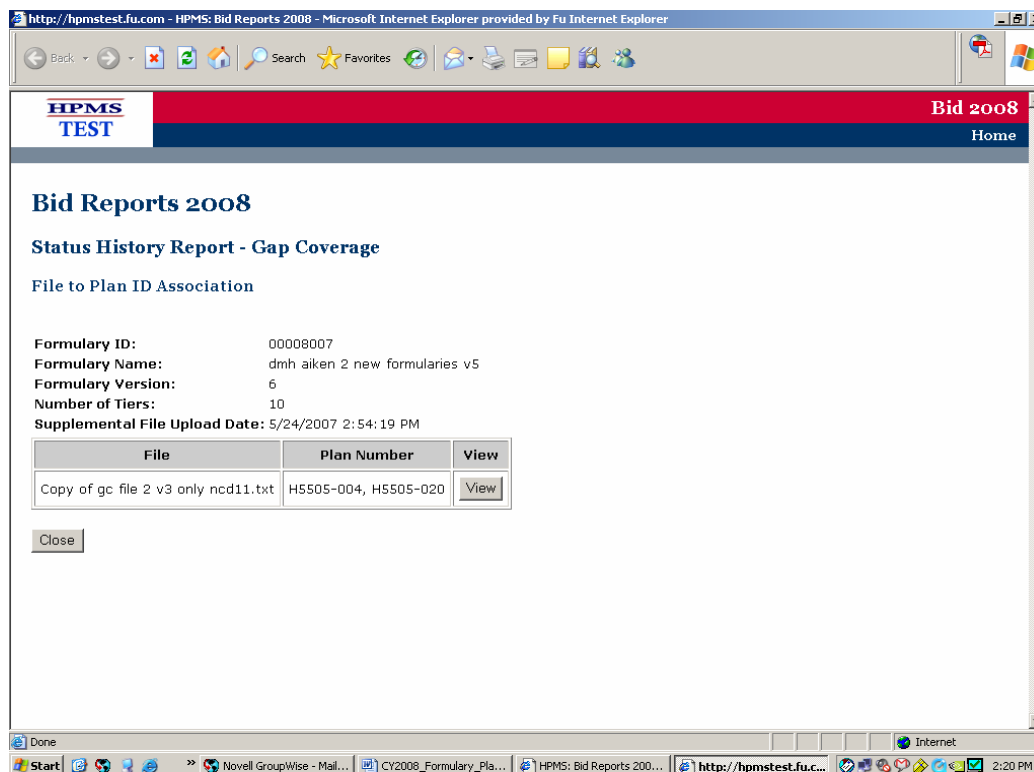 http://hpmstest.fu.com - HPMS: Bid Reports 2008 - Microsoft Internet Explorer provided by Fu Internet Explorer
Back Search Favorites
HPMS
TEST
Bid 2008
Home
Bid Reports 2008
Status History Report - Gap Coverage
File to Plan ID Association
Formulary ID: 00008007
Formulary Name: dmh aiken 2 new formularies v5
Formulary Version: 6
Number of Tiers: 10
Supplemental File Upload Date: 5/24/2007 2:54:19 PM
File Plan Number View
Copy of gc file 2 v3 only ncd11.txt H5505-004, H5505-020 View
Close
Done Internet
Start » Novell GroupWise - Mail... CY2008_Formulary_Pla... HPMS: Bid Reports 200... http://hpmstest.fu.c... 2:20 PM